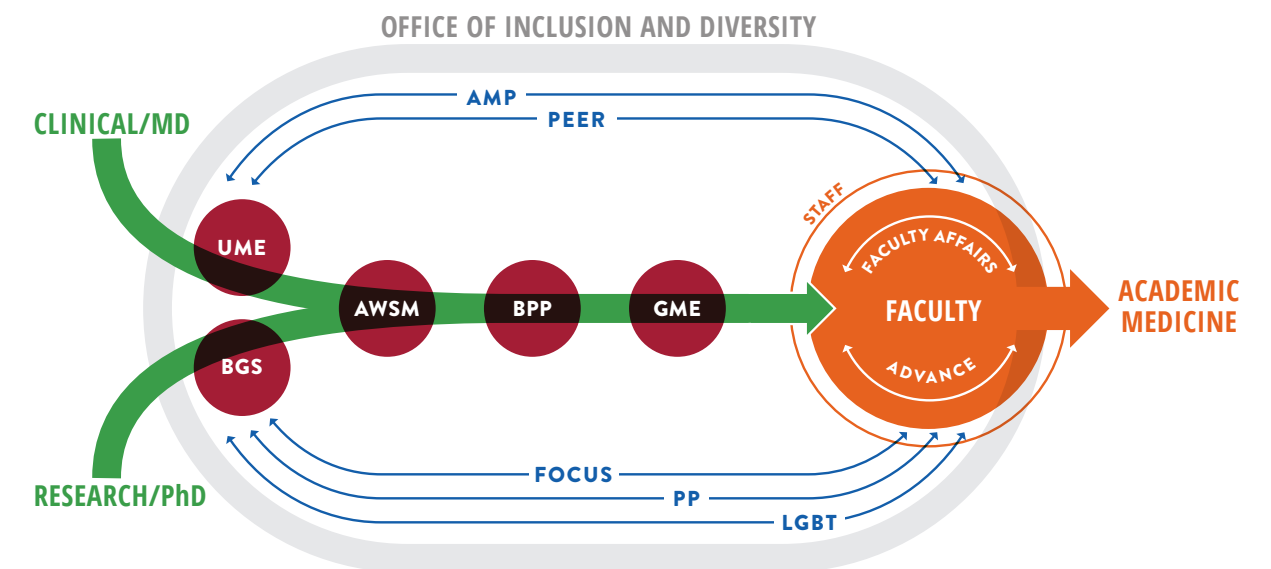 OFFICE OF INCLUSION AND DIVERSITY
AMP
PEER
CLINICAL/MD
STAFF
UME
FACULTY AFFAIRS
AWSM
BPP
GME
FACULTY
ACADEMIC
MEDICINE
BGS
ADVANCE
FOCUS
RESEARCH/PhD
PP
LGBT